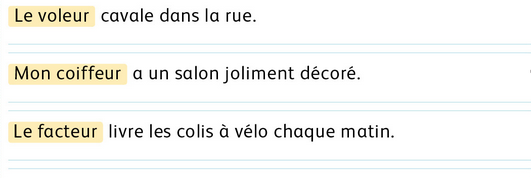 Le voleur cavale dans la rue.
Mon coiffeur a un salon joliment décoré.
Le facteur livre les colis à vélo chaque matin.